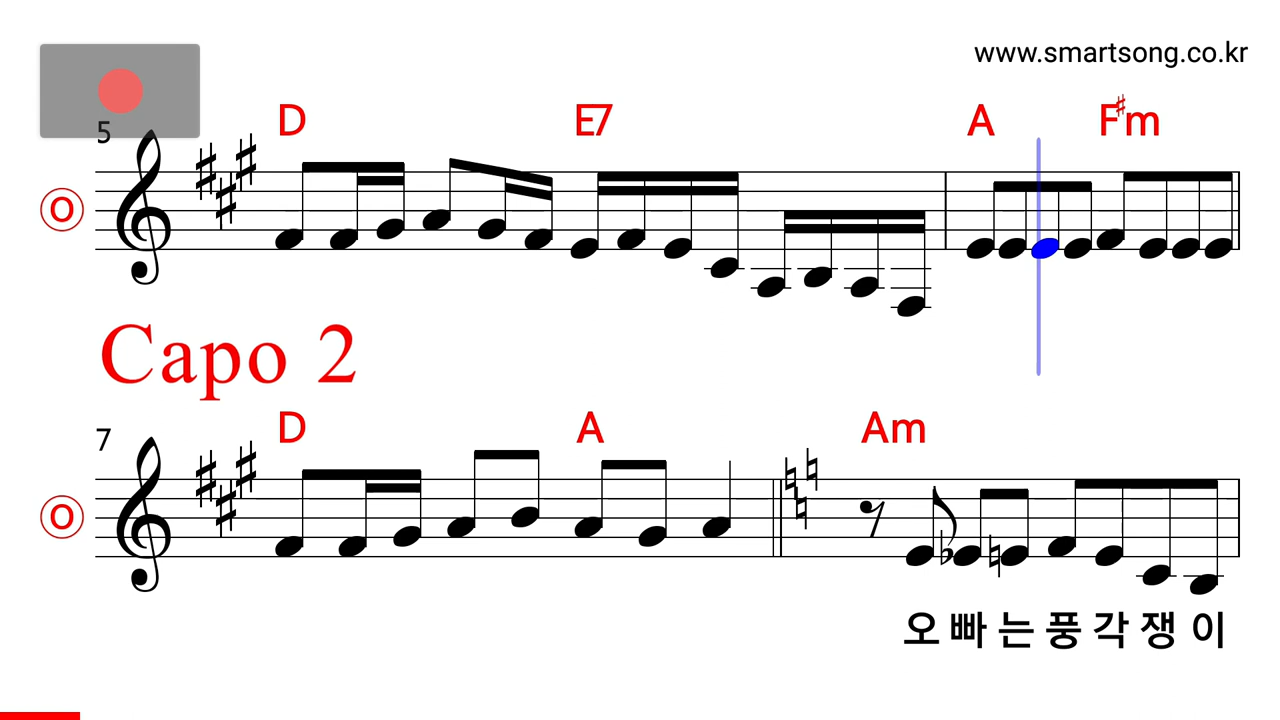 www.smartsong.co.kr
5
D E7 A F♯m
O
Capo 2
7
D A Am
O
오 빠 는 풍 각 쟁 이